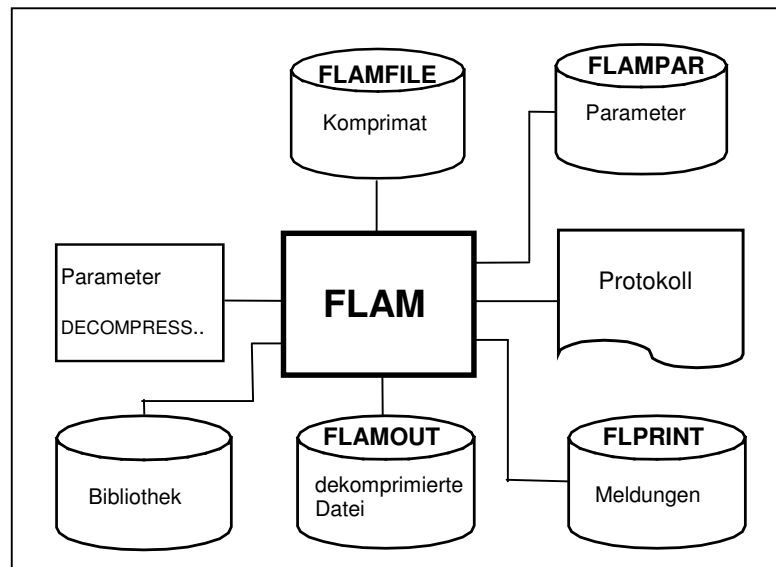 FLAMFILE
Komprimat
FLAMPAR
Parameter
Parameter
DECOMPRESS..
FLAM
Protokoll
Bibliothek
FLAMOUT
dekomprimierte
Datei
FLPRINT
Meldungen